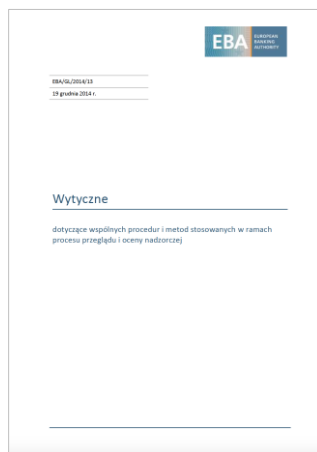 EBA
EUROPEAN
BANKING
AUTHORITY
EBA/GL/2014/13
19 grudnia 2014 r.
Wytyczne
dotyczące wspólnych procedur i metod stosowanych w ramach
procesu przeglądu i oceny nadzorczej